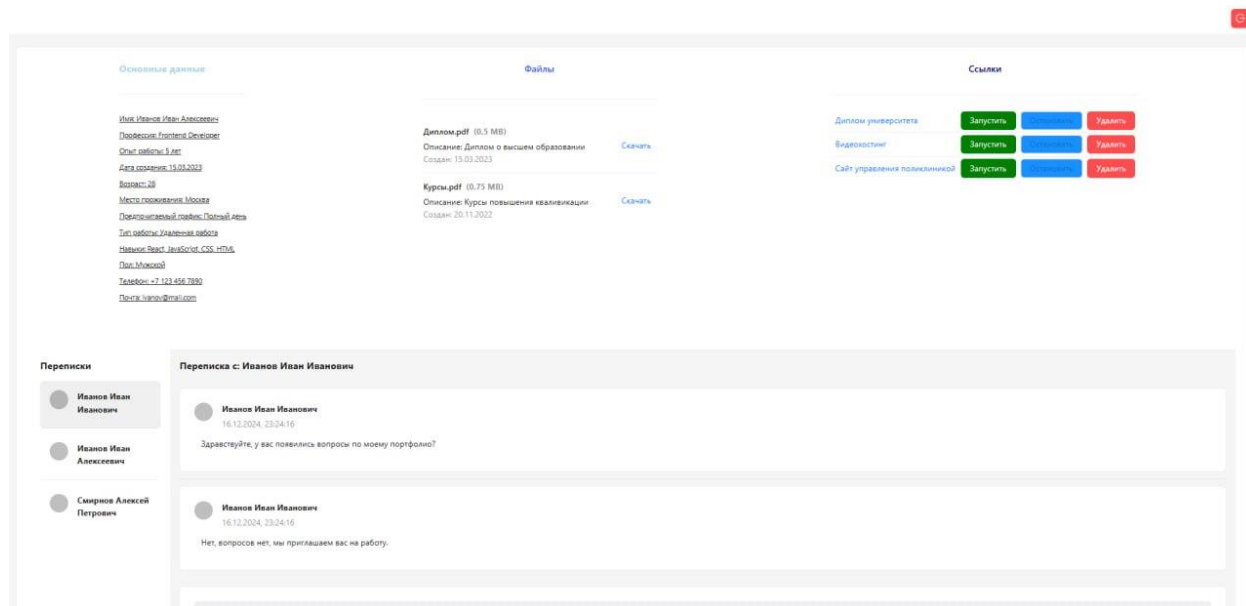 Основные данные
Имя: Иванов Иван Алексеевич
Профессия: Frontend Developer
Опыт работы: 5 лет
Дата создания: 15.03.2023
Возраст: 28
Место проживания: Москва
Предпочитаемый график: Полный день
Тип работы: Удаленная работа
Навыки: React, JavaScript, CSS, HTML
Пол: Мужской
Телефон: +7 123 456 7890
Почта: ivanov@mail.com
Файлы
Диплом.pdf (0.5 MB)
Описание: Диплом о высшем образовании
Скачать
Создан: 15.03.2023
Курсы.pdf (0.75 MB)
Описание: Курсы повышения кваливикации
Скачать
Создан: 20.11.2022
Ссылки
Диплом университета Запустить Остановить Удалить
Видеохостинг Запустить Остановить Удалить
Сайт управления поликлиникой Запустить Остановить Удалить
Переписки
Иванов Иван
Иванович
Иванов Иван
Алексеевич
Смирнов Алексей
Петрович
Переписка с: Иванов Иван Иванович
Иванов Иван Иванович
16.12.2024, 23:24:16
Здравствуйте, у вас появились вопросы по моему портфолио?
Иванов Иван Иванович
16.12.2024, 23:24:16
Нет, вопросов нет, мы приглашаем вас на работу.